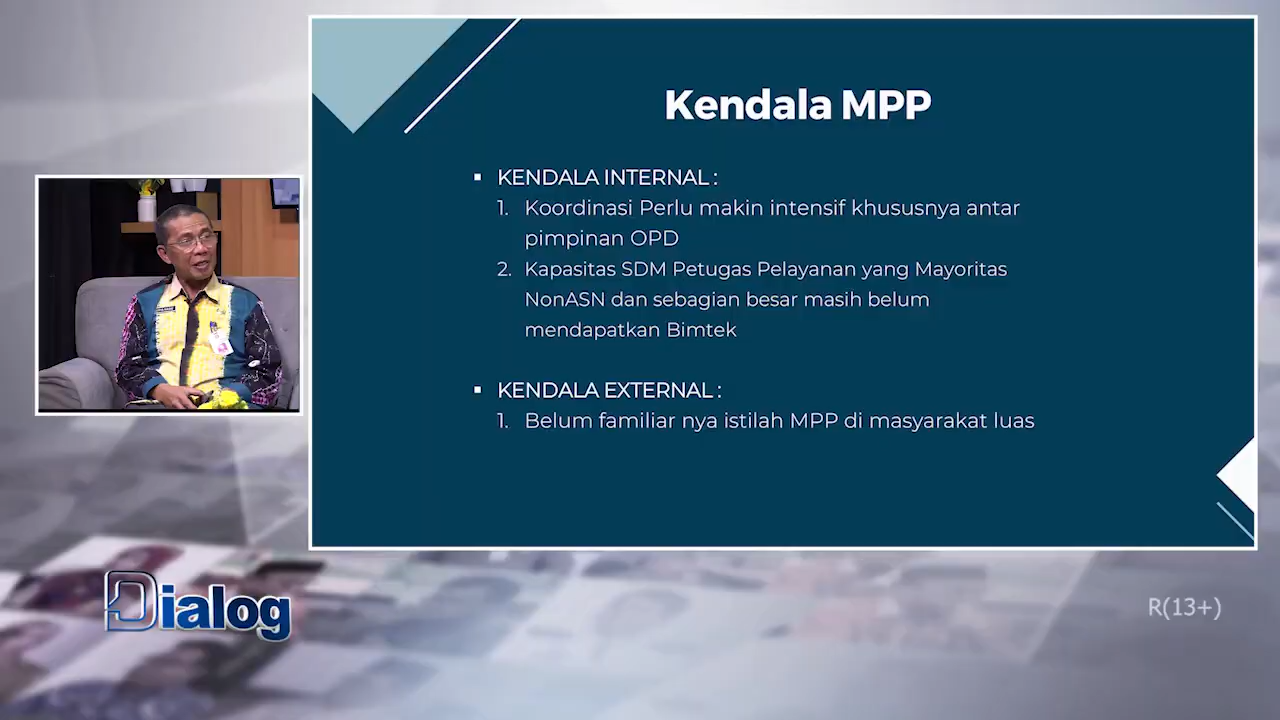 Kendala MPP
▪ KENDALA INTERNAL :
1. Koordinasi Perlu makin intensif khususnya antar
pimpinan OPD
2. Kapasitas SDM Petugas Pelayanan yang Mayoritas
NonASN dan sebagian besar masih belum
mendapatkan Bimtek
▪ KENDALA EXTERNAL :
1. Belum familiar nya istilah MPP di masyarakat luas
Dialog
R(13+)